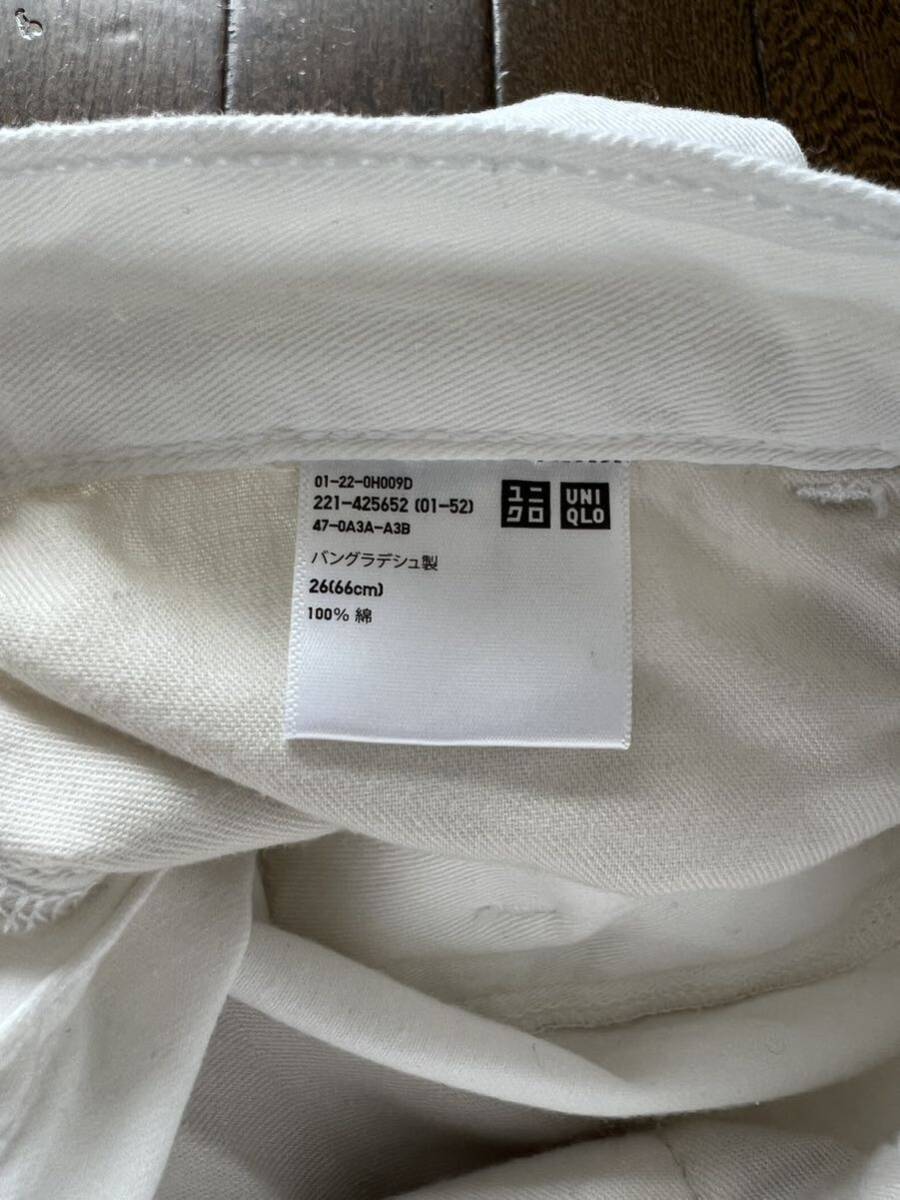 01-22-0H009D
221-425652 (01-52)
47-0A3A-A3B
ユニ
クロ
UNI
QLO
バングラデシュ製
26(66cm)
100% 綿